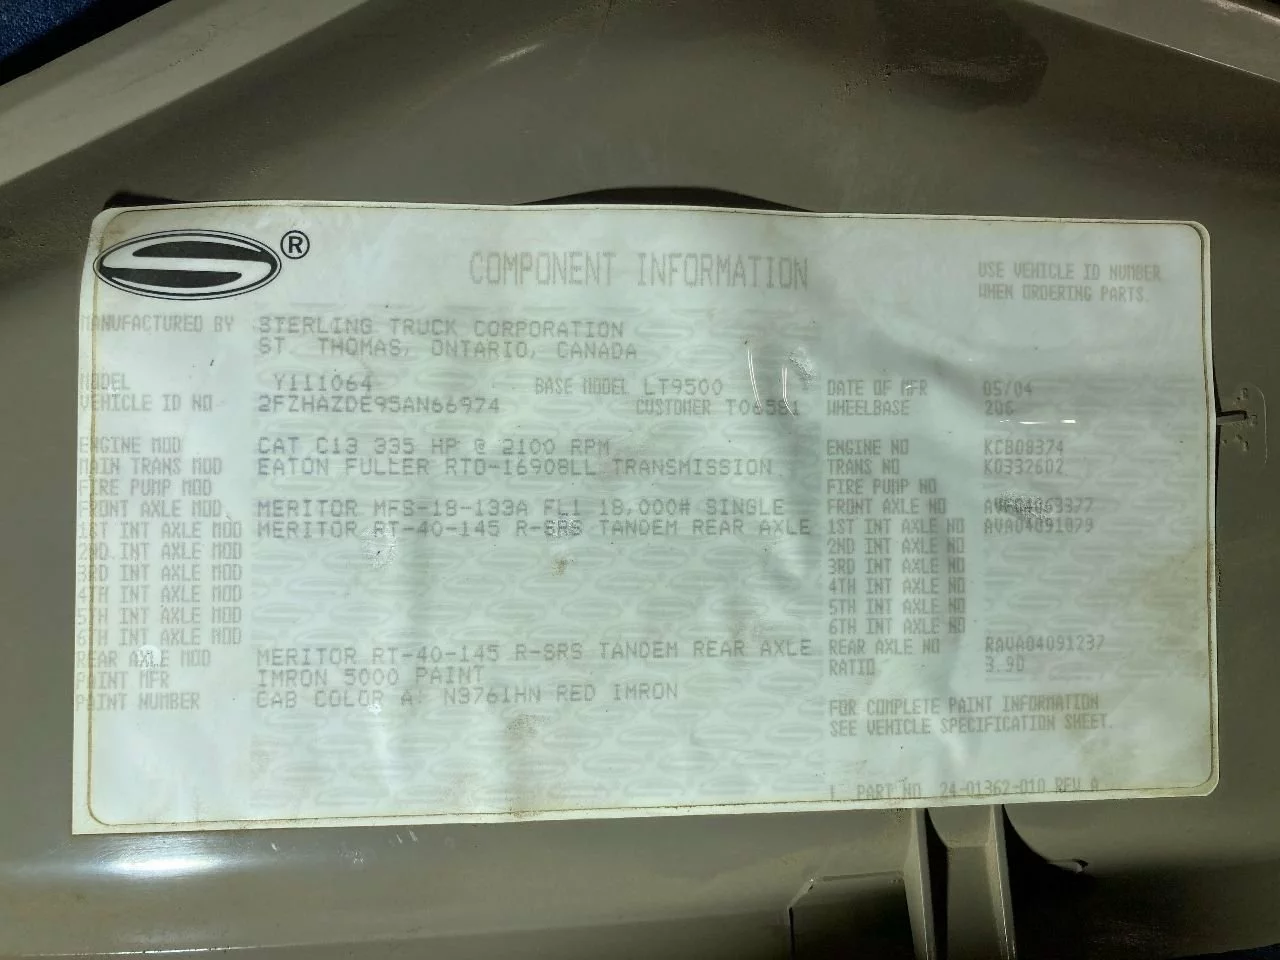 ®
COMPONENT INFORMATION
USE VEHICLE ID NUMBER
WHEN ORDERING PARTS.
MANUFACTURED BY STERLING TRUCK CORPORATION
ST. THOMAS, ONTARIO, CANADA
MODEL Y111064 BASE MODEL LT9500 DATE OF MFR 05/04
VEHICLE ID NO 2FZHAZDE95AN66974 CUSTOMER WHEELBASE 206
ENGINE MOD CAT C13 335 HP @ 2100 RPM ENGINE NO KCB08374
MAIN TRANS MOD EATON FULLER RTO-16908LL TRANSMISSION TRANS NO K0332602
FIRE PUMP MOD FIRE PUMP NO
FRONT AXLE MOD MERITOR MFS-18-133A FL1 18,000# SINGLE FRONT AXLE NO
1ST INT AXLE MOD MERITOR RT-40-145 R-SRS TANDEM REAR AXLE 1ST INT AXLE NO AVA04091079
2ND INT AXLE MOD 2ND INT AXLE NO
3RD INT AXLE MOD 3RD INT AXLE NO
4TH INT AXLE MOD 4TH INT AXLE NO
5TH INT AXLE MOD 5TH INT AXLE NO
6TH INT AXLE MOD 6TH INT AXLE NO
REAR AXLE MOD MERITOR RT-40-145 R-SRS TANDEM REAR AXLE REAR AXLE NO RAVA04091237
PAINT MFR IMRON 5000 PAINT RATIO 3.90
PAINT NUMBER CAB COLOR A: N3761HN RED IMRON
FOR COMPLETE PAINT INFORMATION
SEE VEHICLE SPECIFICATION SHEET.
PART NO 24-01362-010 REV A